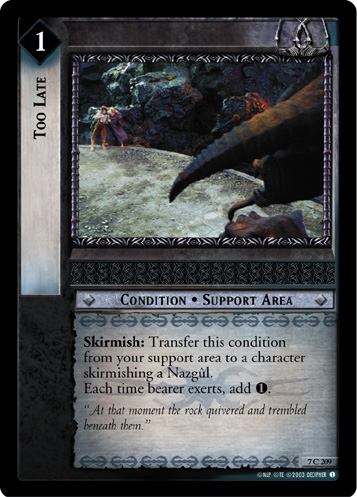 1
Too Late
Condition • Support Area
Skirmish: Transfer this condition
from your support area to a character
skirmishing a Nazgûl.
Each time bearer exerts, add ❶.
“At that moment the rock quivered and trembled
beneath them.”
7 C 209
©NLP ©TE ©2003 DECIPHER